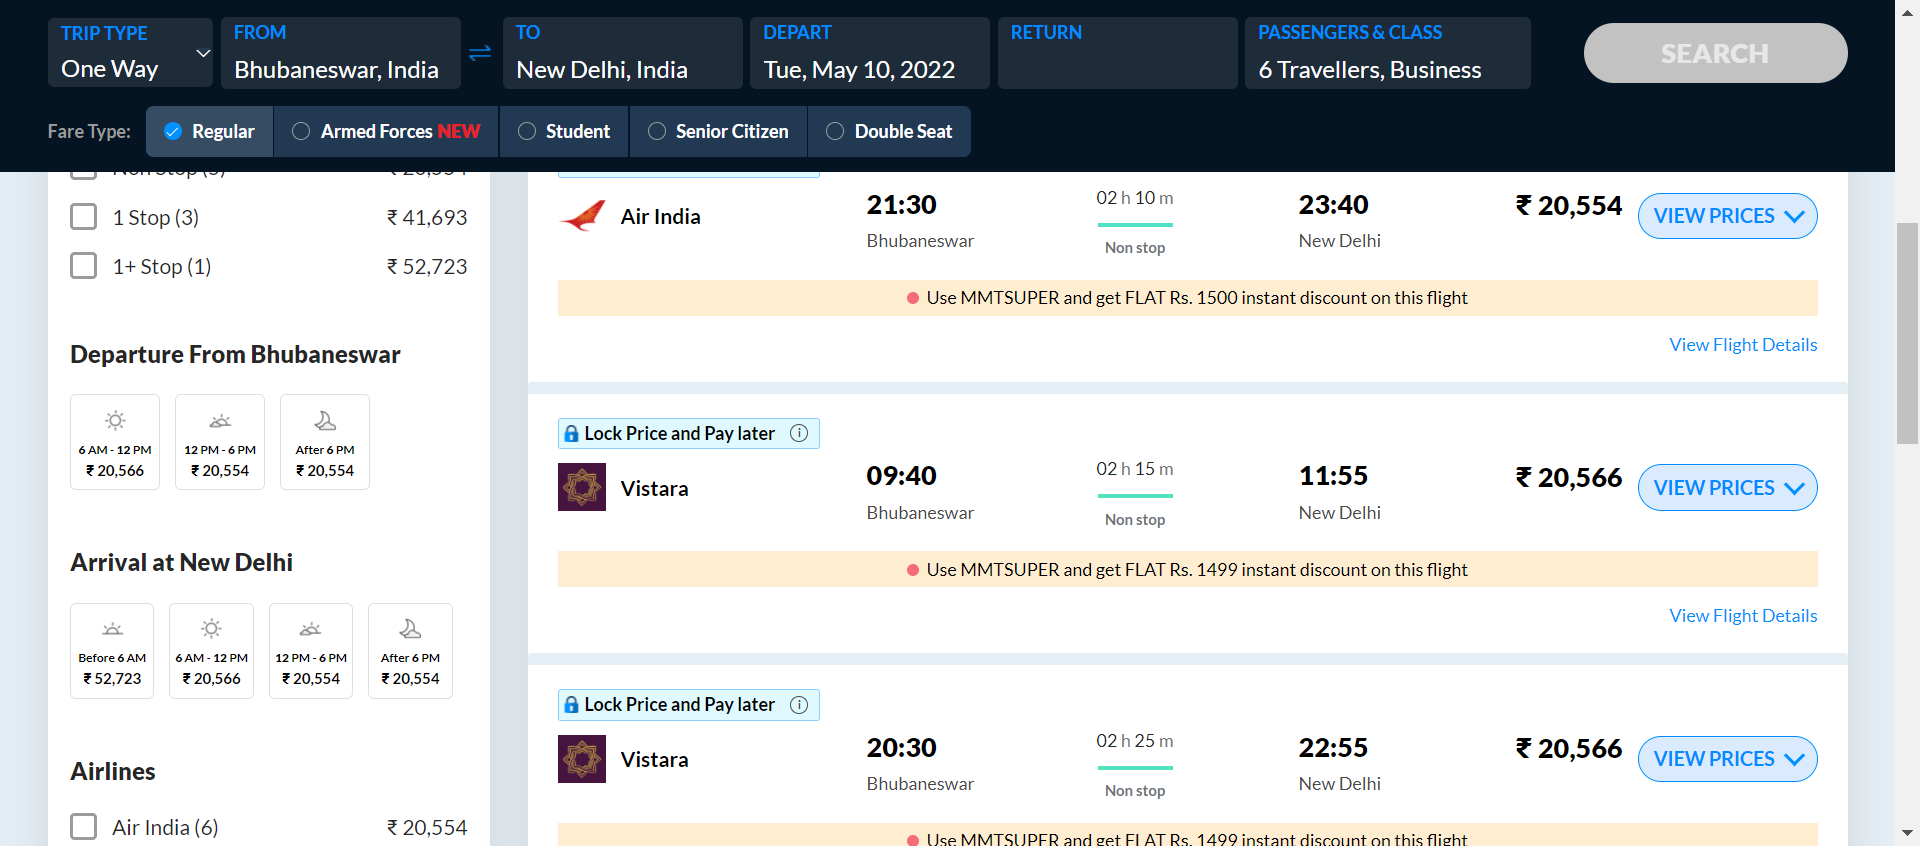 TRIP TYPE
One Way
FROM
Bhubaneswar, India
TO
New Delhi, India
DEPART
Tue, May 10, 2022
RETURN
PASSENGERS & CLASS
6 Travellers, Business
SEARCH
Fare Type:
Regular
Armed Forces NEW
Student
Senior Citizen
Double Seat
1 Stop (3) ₹ 41,693
1+ Stop (1) ₹ 52,723
Departure From Bhubaneswar
6 AM - 12 PM
₹ 20,566
12 PM - 6 PM
₹ 20,554
After 6 PM
₹ 20,554
Arrival at New Delhi
Before 6 AM
₹ 52,723
6 AM - 12 PM
₹ 20,566
12 PM - 6 PM
₹ 20,554
After 6 PM
₹ 20,554
Airlines
Air India (6) ₹ 20,554
Air India
21:30
Bhubaneswar
02 h 10 m
Non stop
23:40
New Delhi
₹ 20,554
VIEW PRICES
Use MMTSUPER and get FLAT Rs. 1500 instant discount on this flight
View Flight Details
Lock Price and Pay later
Vistara
09:40
Bhubaneswar
02 h 15 m
Non stop
11:55
New Delhi
₹ 20,566
VIEW PRICES
Use MMTSUPER and get FLAT Rs. 1499 instant discount on this flight
View Flight Details
Lock Price and Pay later
Vistara
20:30
Bhubaneswar
02 h 25 m
Non stop
22:55
New Delhi
₹ 20,566
VIEW PRICES
Use MMTSUPER and get FLAT Rs. 1499 instant discount on this flight